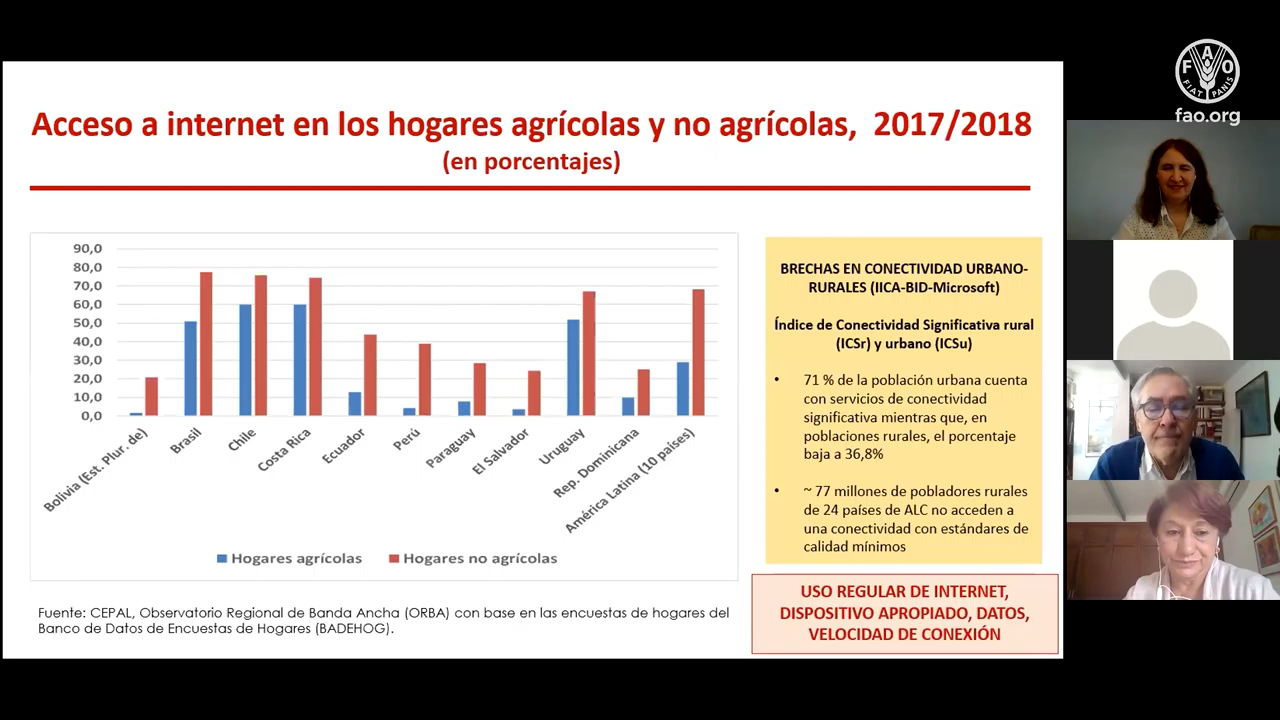 FAO
FIAT PANIS
fao.org
Acceso a internet en los hogares agrícolas y no agrícolas, 2017/2018
(en porcentajes)
90,0
80,0
70,0
60,0
50,0
40,0
30,0
20,0
10,0
0,0
Bolivia (Est. Plur. de)
Brasil
Chile
Costa Rica
Ecuador
Perú
Paraguay
El Salvador
Uruguay
Rep. Dominicana
América Latina (10 países)
Hogares agrícolas
Hogares no agrícolas
Fuente: CEPAL, Observatorio Regional de Banda Ancha (ORBA) con base en las encuestas de hogares del
Banco de Datos de Encuestas de Hogares (BADEHOG).
BRECHAS EN CONECTIVIDAD URBANO-
RURALES (IICA-BID-Microsoft)
Índice de Conectividad Significativa rural
(ICSr) y urbano (ICSu)
• 71 % de la población urbana cuenta
con servicios de conectividad
significativa mientras que, en
poblaciones rurales, el porcentaje
baja a 36,8%
• ~ 77 millones de pobladores rurales
de 24 países de ALC no acceden a
una conectividad con estándares de
calidad mínimos
USO REGULAR DE INTERNET,
DISPOSITIVO APROPIADO, DATOS,
VELOCIDAD DE CONEXIÓN